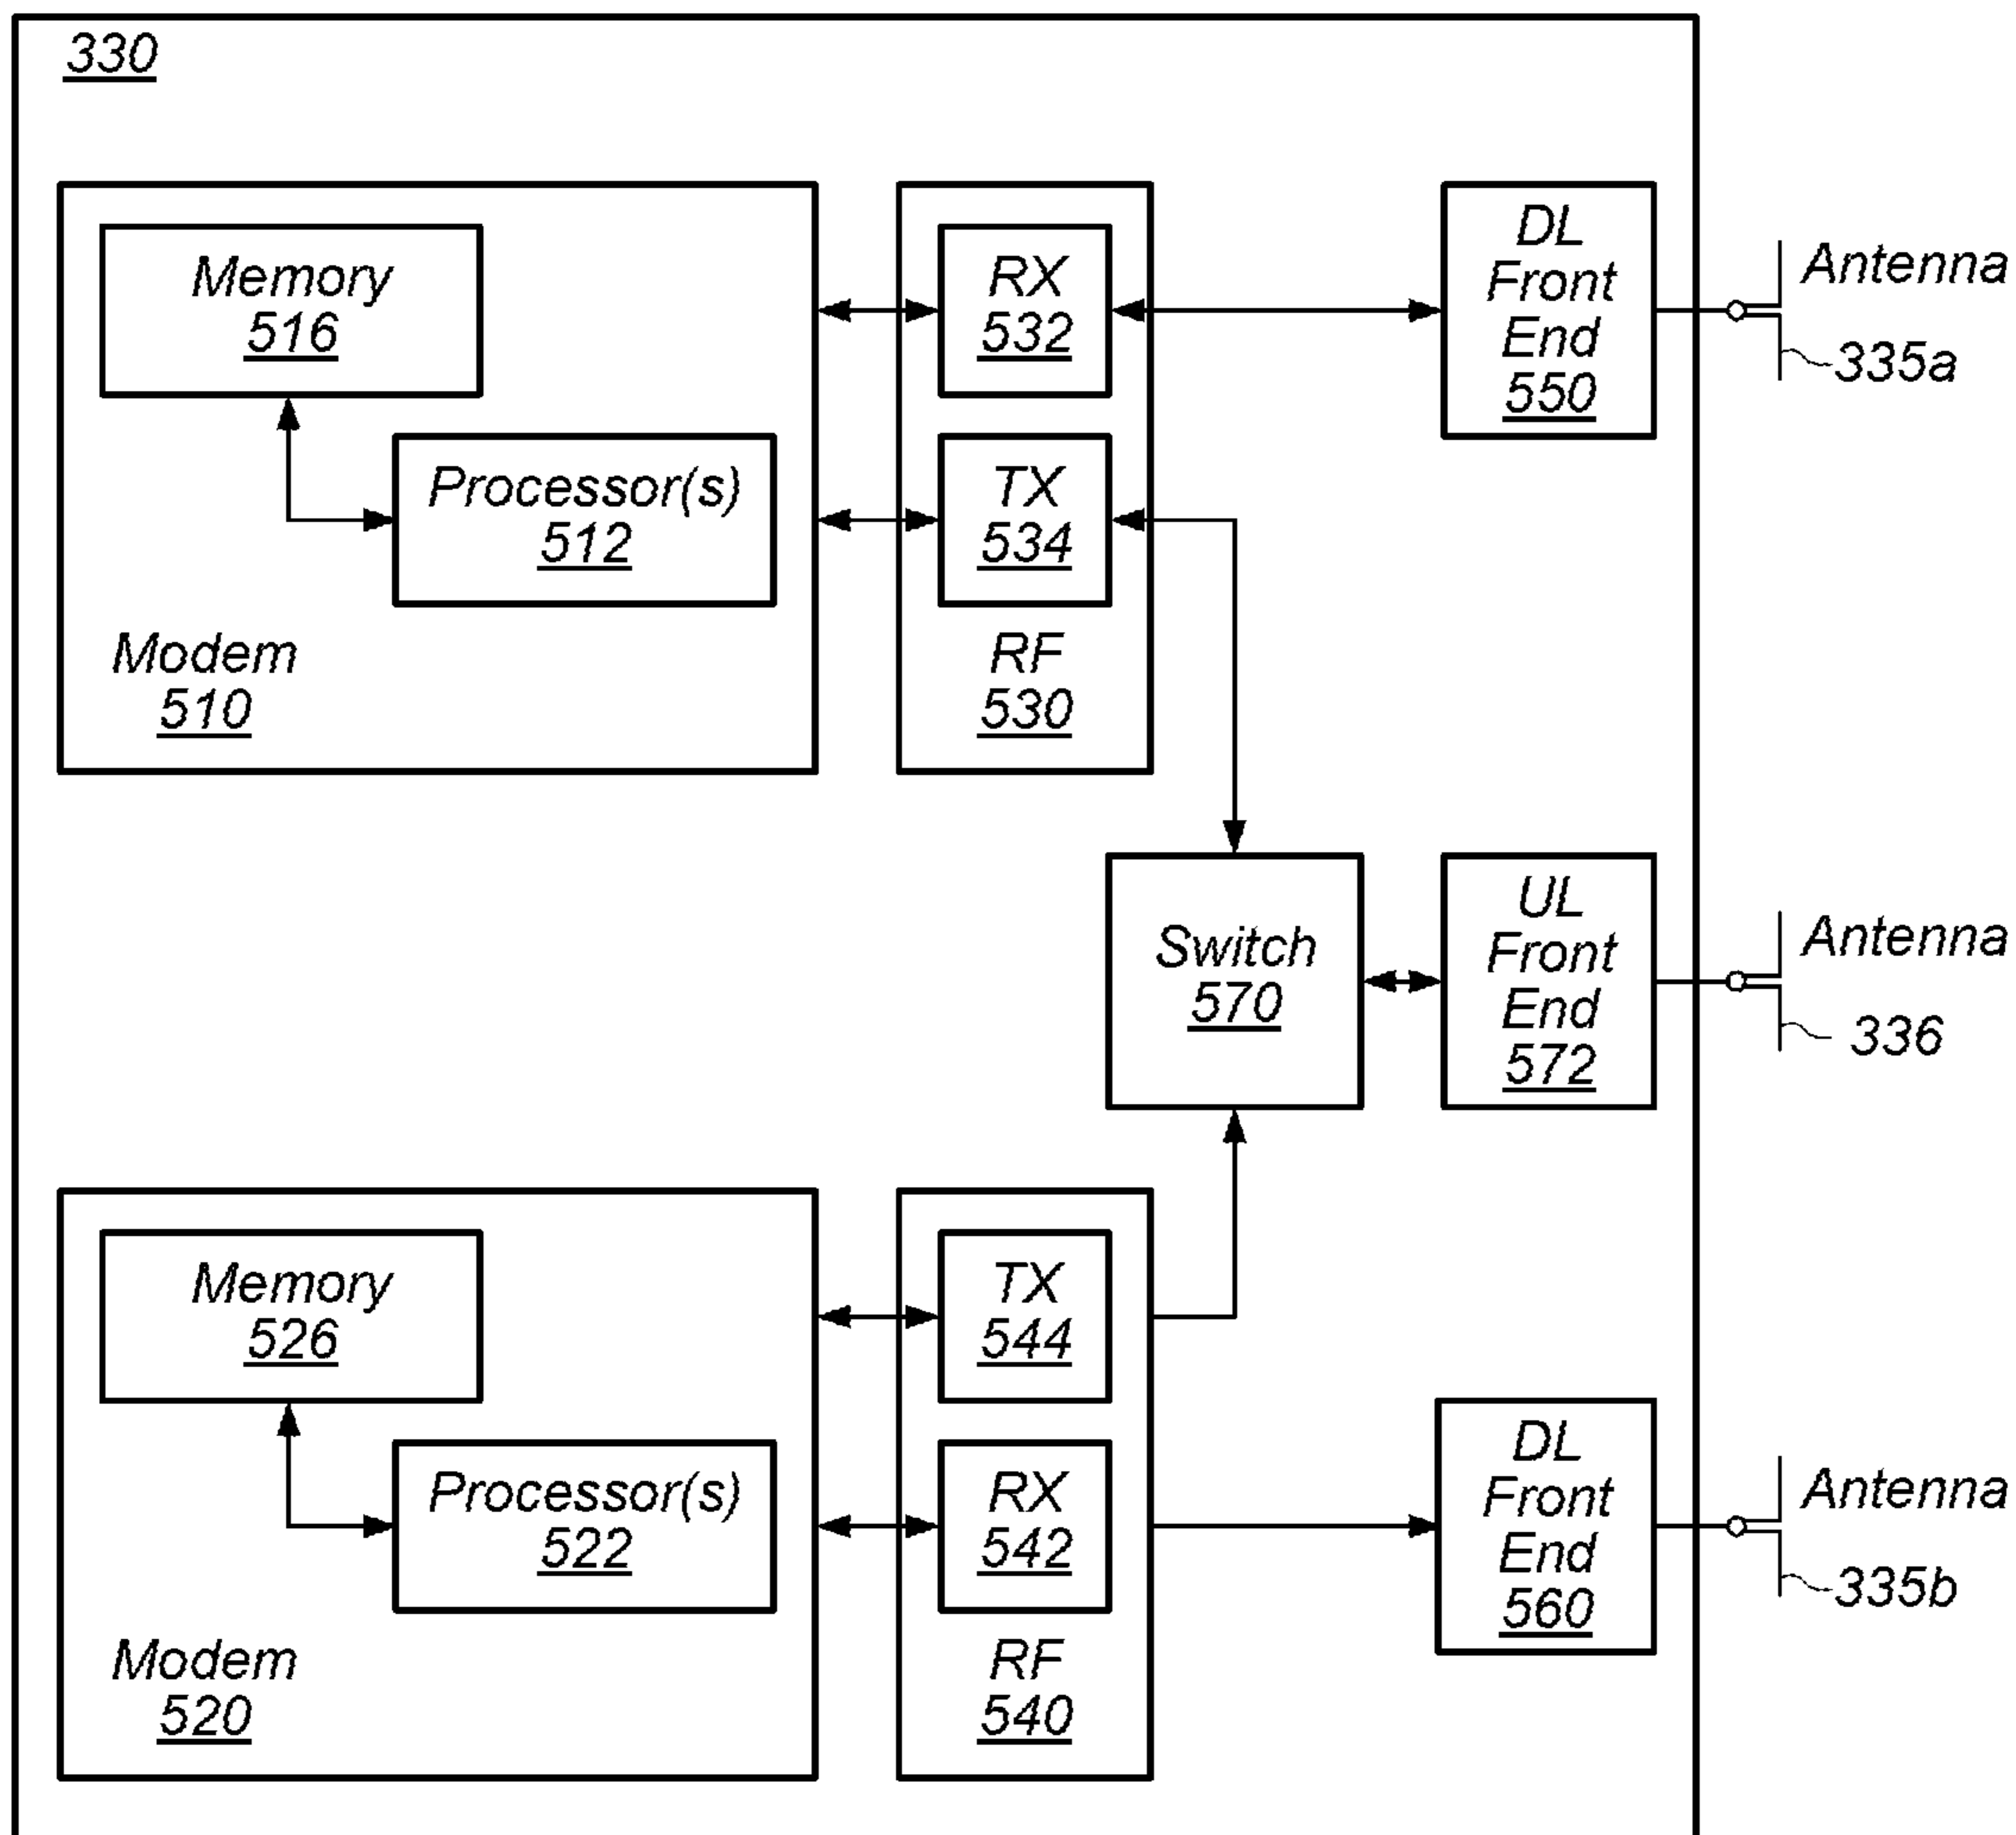 330
Memory
516
Processor(s)
512
Modem
510
RX
532
TX
534
RF
530
DL
Front
End
550
Antenna
335a
Switch
570
UL
Front
End
572
Antenna
336
Memory
526
Processor(s)
522
Modem
520
TX
544
RX
542
RF
540
DL
Front
End
560
Antenna
335b